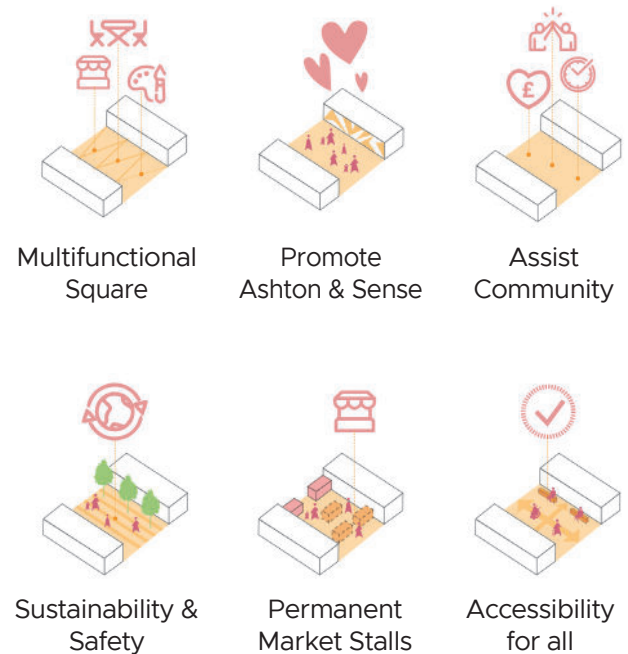 Multifunctional
Square
Promote
Ashton & Sense
Assist
Community
£
Sustainability &
Safety
Permanent
Market Stalls
Accessibility
for all